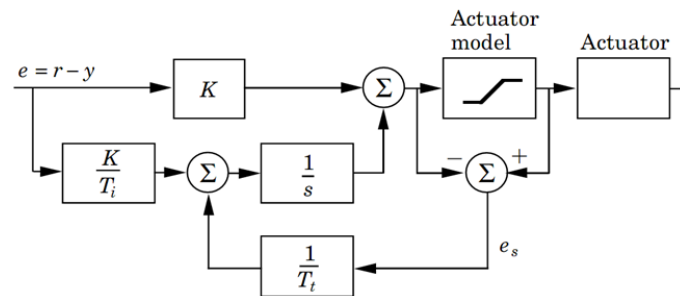 Actuator
model
Actuator
e = r − y
K
Σ
− +
K
T_i
Σ
1
s
Σ
1
T_t
e_s